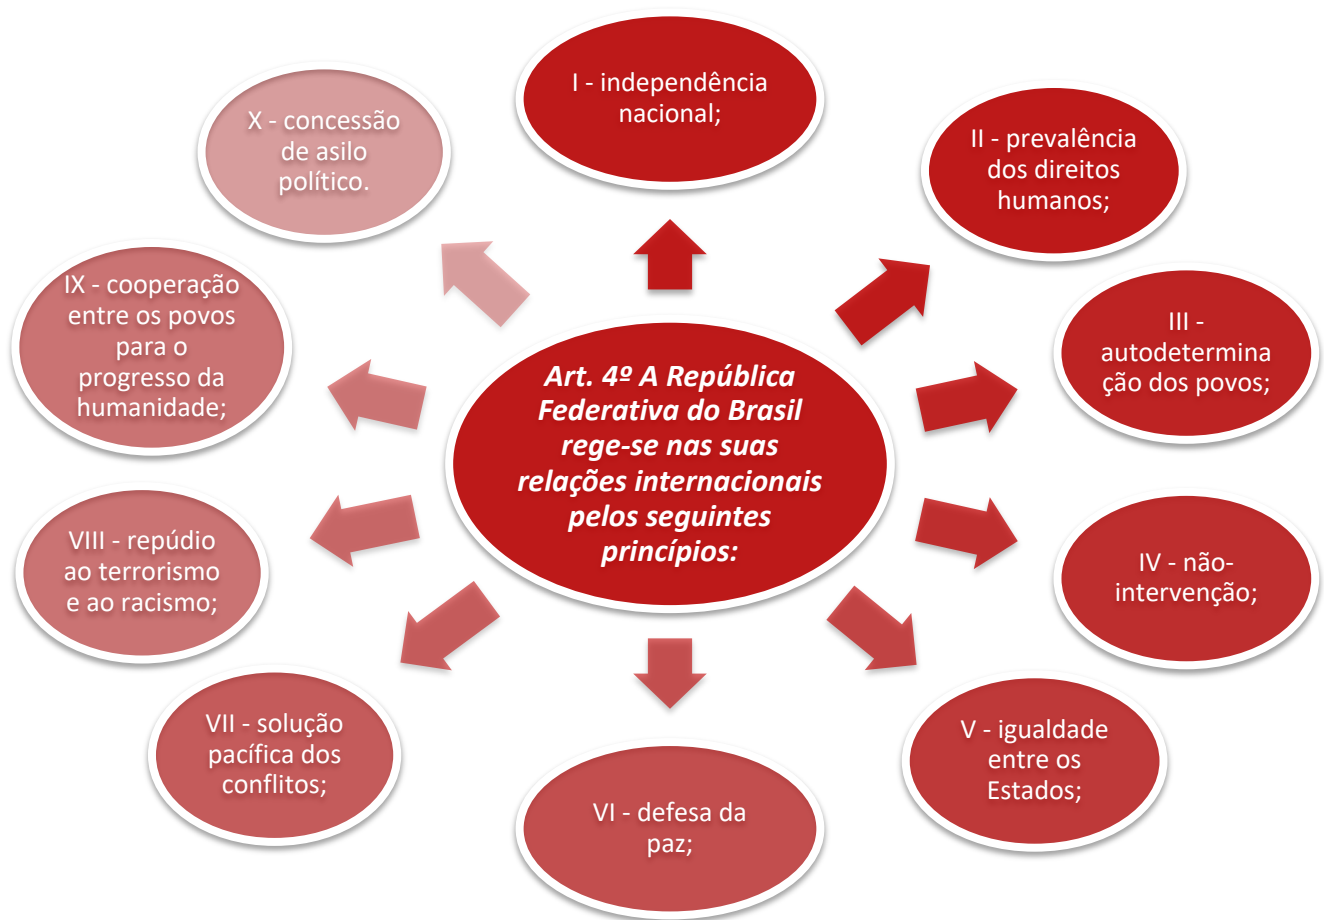 Art. 4º A República
Federativa do Brasil
rege-se nas suas
relações internacionais
pelos seguintes
princípios:
I - independência
nacional;
II - prevalência
dos direitos
humanos;
III -
autodetermina
ção dos povos;
IV - não-
intervenção;
V - igualdade
entre os
Estados;
VI - defesa da
paz;
VII - solução
pacífica dos
conflitos;
VIII - repúdio
ao terrorismo
e ao racismo;
IX - cooperação
entre os povos
para o
progresso da
humanidade;
X - concessão
de asilo
político.